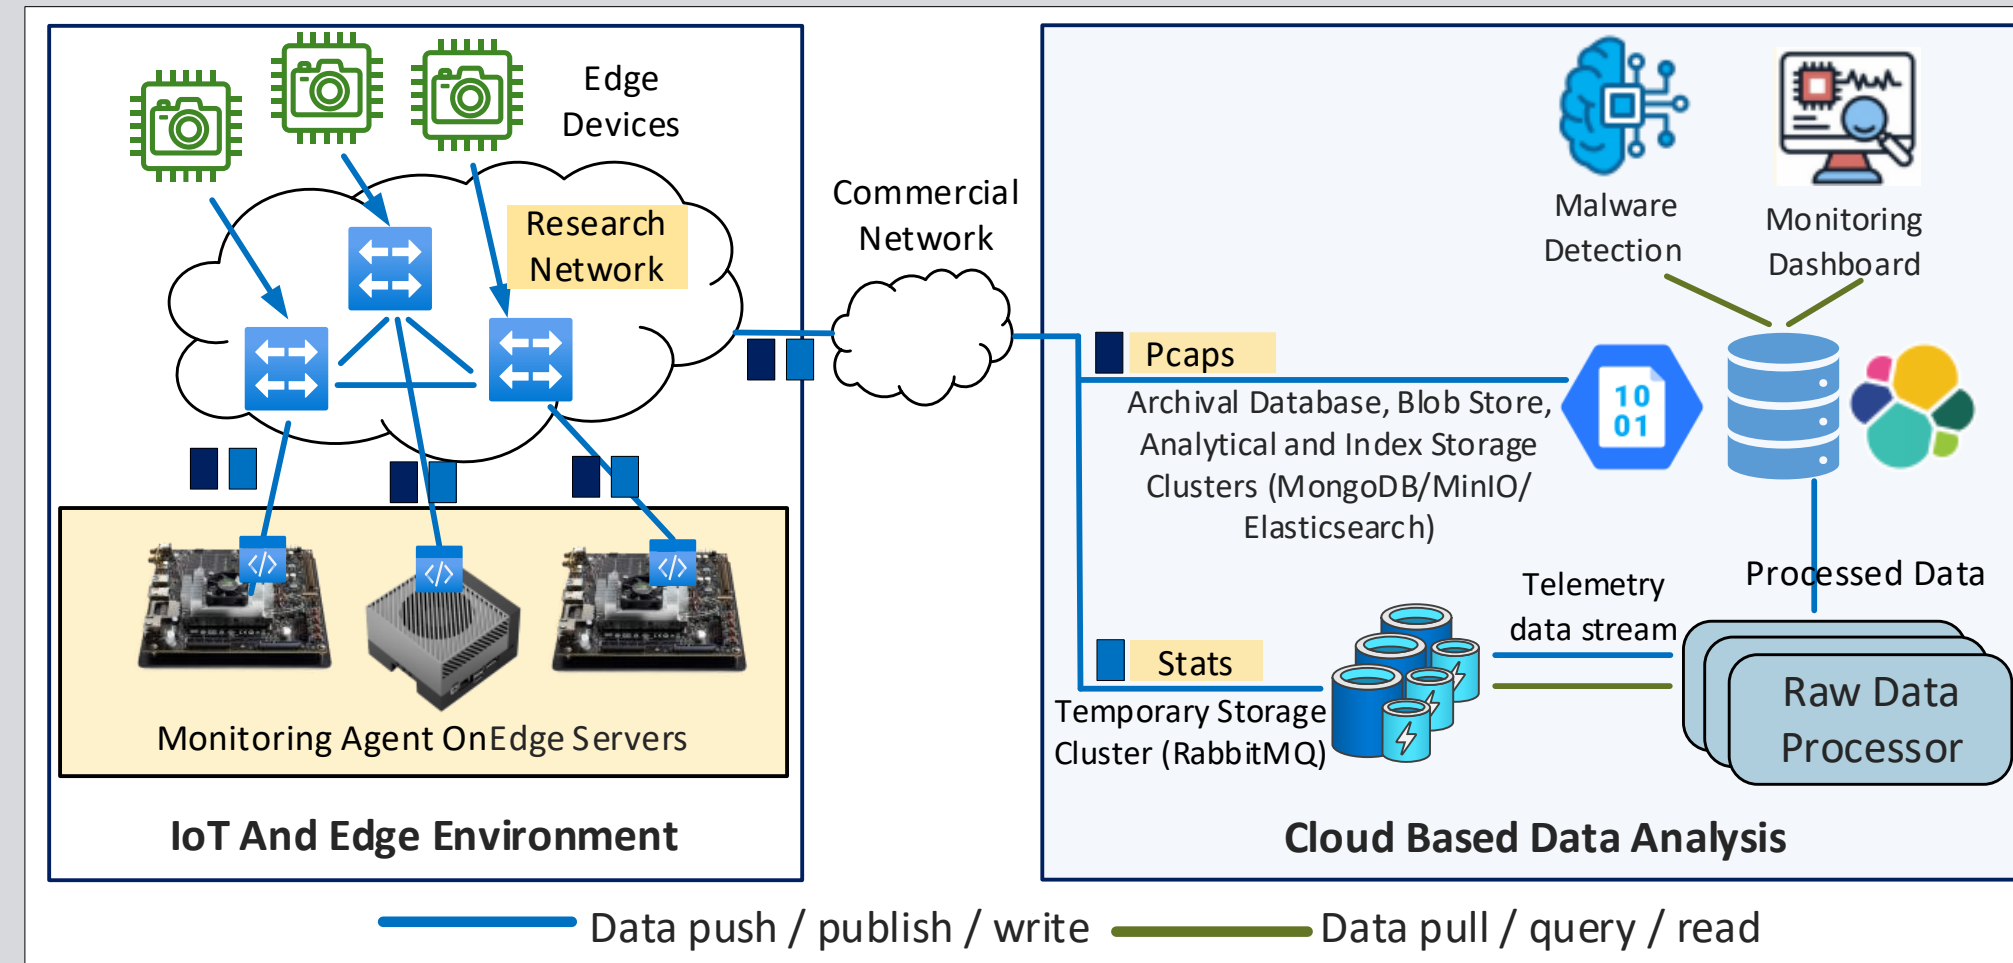 Edge
Devices
Research
Network
Commercial
Network
Malware
Detection
Monitoring
Dashboard
Pcaps
10
01
Archival Database, Blob Store,
Analytical and Index Storage
Clusters (MongoDB/MinIO/
Elasticsearch)
</>
</>
</>
Monitoring Agent OnEdge Servers
IoT And Edge Environment
Processed Data
Telemetry
data stream
Stats
Temporary Storage
Cluster (RabbitMQ)
Raw Data
Processor
Cloud Based Data Analysis
Data push / publish / write
Data pull / query / read